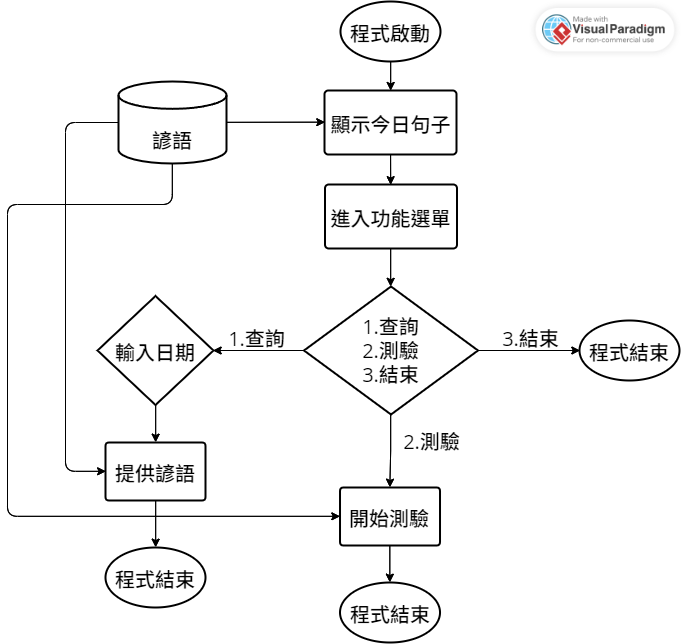 Made with
Visual Paradigm
For non-commercial use
程式啟動
諺語
顯示今日句子
進入功能選單
1.查詢
2.測驗
3.結束
1.查詢
輸入日期
3.結束
程式結束
2.測驗
提供諺語
開始測驗
程式結束
程式結束